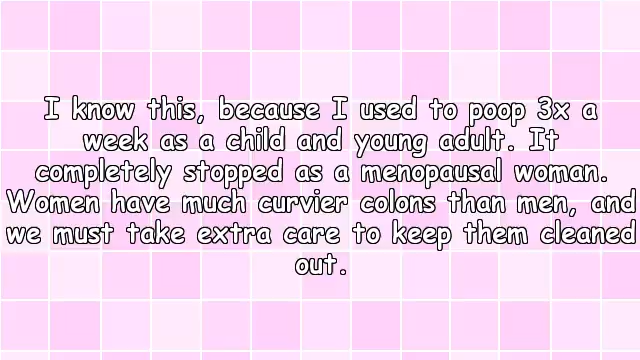 I know this, because I used to poop 3x a
week as a child and young adult. It
completely stopped as a menopausal woman.
Women have much curvier colons than men, and
we must take extra care to keep them cleaned
out.